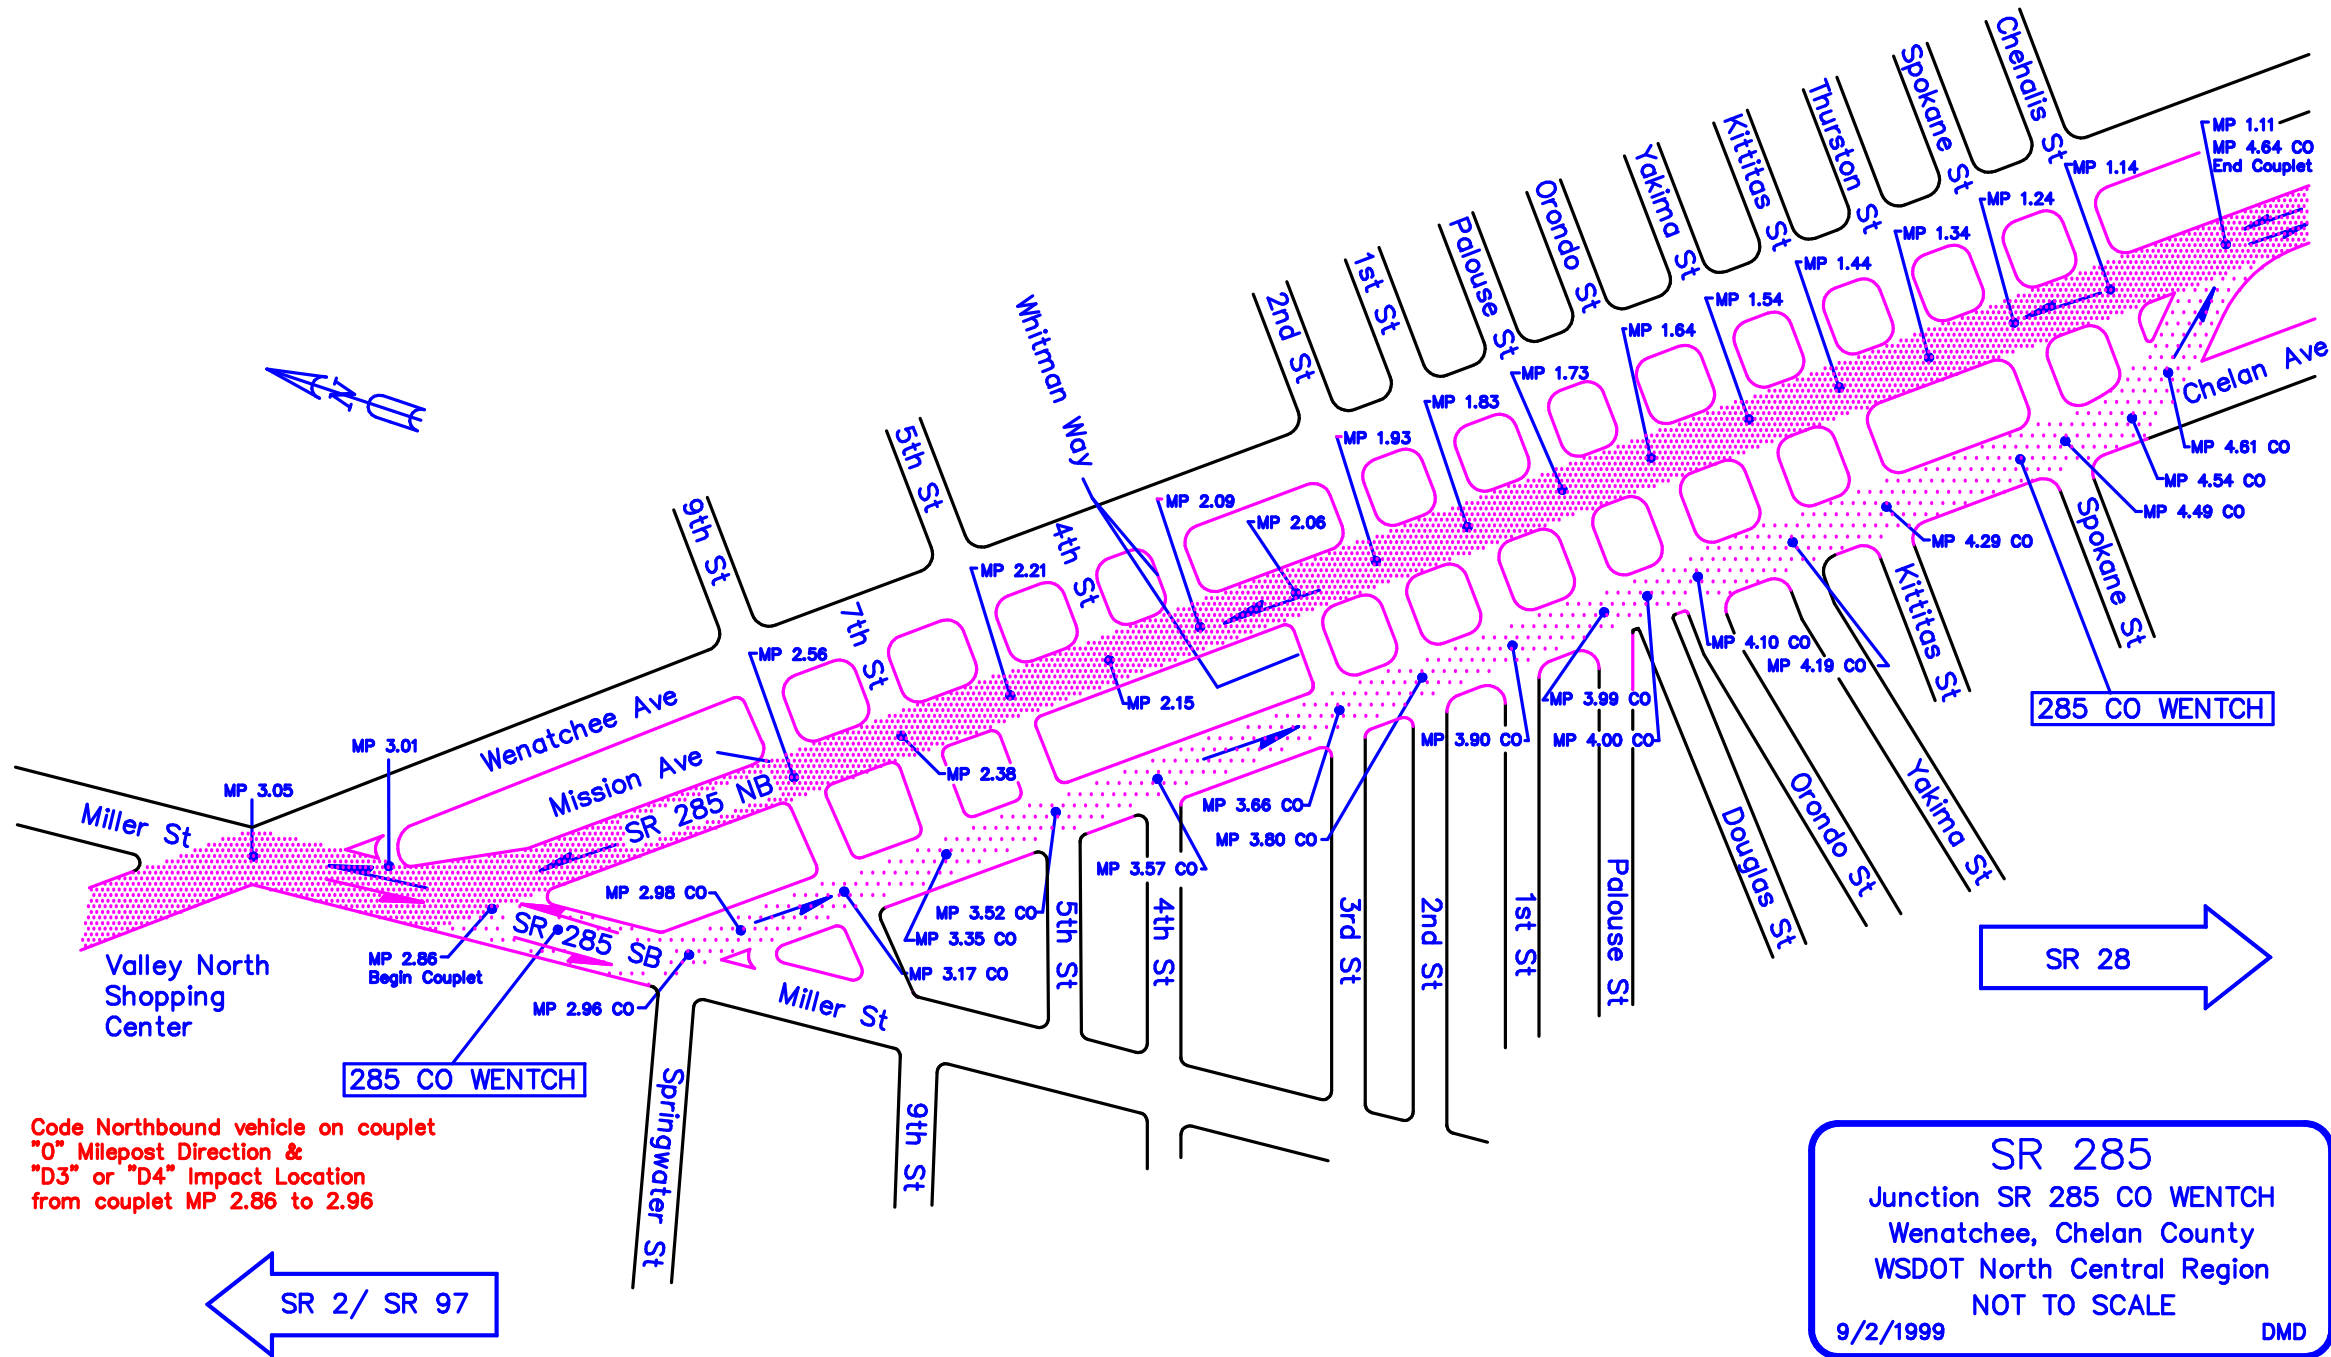 Chehalis St
Spokane St
Thurston St
Kittitas St
Yakima St
Orondo St
Palouse St
1st St
2nd St
Whitman Way
5th St
9th St
4th St
7th St
MP 1.11
MP 4.64 CO
End Couplet
MP 1.14
MP 1.24
MP 1.34
MP 1.44
MP 1.54
MP 1.64
MP 1.73
MP 1.83
MP 1.93
MP 2.09
MP 2.06
MP 2.21
MP 2.15
MP 2.56
MP 2.38
MP 3.01
MP 3.05
N
Chelan Ave
Wenatchee Ave
Mission Ave
SR 285 NB
SR 285 SB
Miller St
MP 4.61 CO
MP 4.54 CO
MP 4.49 CO
MP 4.29 CO
MP 4.19 CO
MP 4.10 CO
MP 3.99 CO
MP 4.00 CO
MP 3.90 CO
MP 3.80 CO
MP 3.66 CO
MP 3.57 CO
MP 3.52 CO
MP 3.35 CO
MP 3.17 CO
MP 2.98 CO
MP 2.96 CO
MP 2.86
Begin Couplet
285 CO WENTCH
Spokane St
Kittitas St
Yakima St
Orondo St
Douglas St
Palouse St
1st St
2nd St
3rd St
4th St
5th St
Miller St
9th St
Springwater St
Valley North
Shopping
Center
285 CO WENTCH
SR 28
Code Northbound vehicle on couplet
"0" Milepost Direction &
"D3" or "D4" Impact Location
from couplet MP 2.86 to 2.96
SR 2/ SR 97
SR 285
Junction SR 285 CO WENTCH
Wenatchee, Chelan County
WSDOT North Central Region
NOT TO SCALE
9/2/1999
DMD